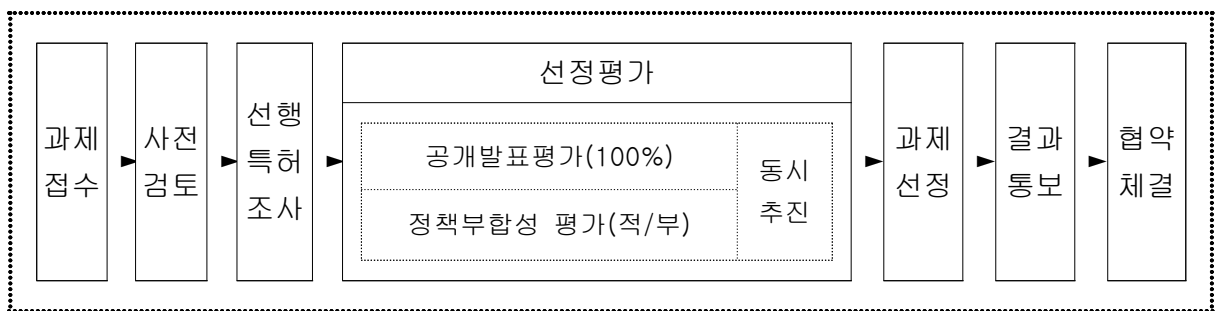 과제
접수
사전
검토
선행
특허
조사
선정평가
공개발표평가(100%)
정책부합성 평가(적/부)
동시
추진
과제
선정
결과
통보
협약
체결